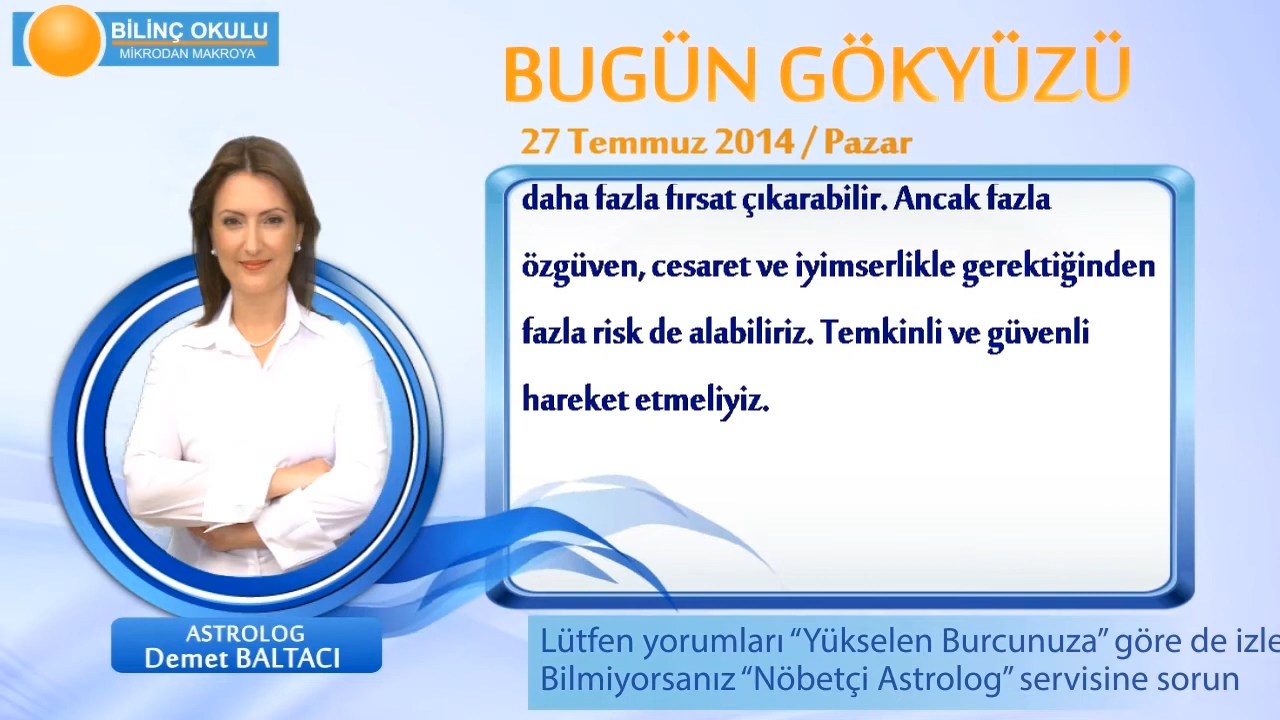 BİLİNÇ OKULU
MİKRODAN MAKROYA
BUGÜN GÖKYÜZÜ
27 Temmuz 2014 / Pazar
daha fazla fırsat çıkarabilir. Ancak fazla
özgüven, cesaret ve iyimserlikle gerektiğinden
fazla risk de alabiliriz. Temkinli ve güvenli
hareket etmeliyiz.
ASTROLOG
Demet BALTACI
Lütfen yorumları “Yükselen Burcunuza” göre de izle
Bilmiyorsanız “Nöbetçi Astrolog” servisine sorun